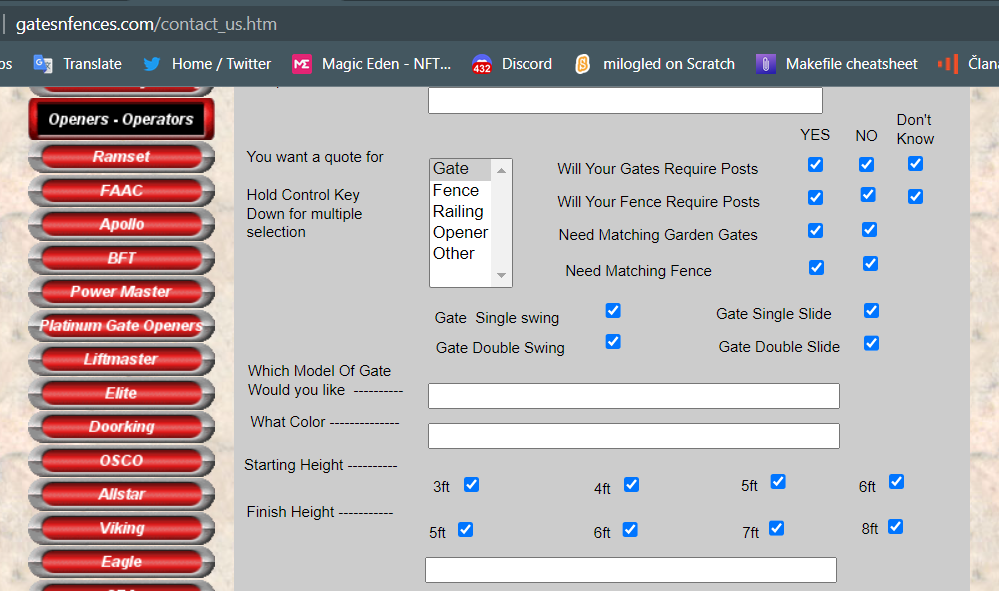 gatesnfences.com/contact_us.htm
Translate
Home / Twitter
Magic Eden - NFT...
432
Discord
milogled on Scratch
Makefile cheatsheet
Član
Openers - Operators
Ramset
FAAC
Apollo
BFT
Power Master
Platinum Gate Openers
Liftmaster
Elite
Doorking
OSCO
Allstar
Viking
Eagle
YES
NO
Don't
Know
You want a quote for
Hold Control Key
Down for multiple
selection
Gate
Fence
Railing
Opener
Other
Will Your Gates Require Posts
Will Your Fence Require Posts
Need Matching Garden Gates
Need Matching Fence
Gate Single swing
Gate Single Slide
Gate Double Swing
Gate Double Slide
Which Model Of Gate
Would you like ----------
What Color --------------
Starting Height ----------
3ft
4ft
5ft
6ft
Finish Height -----------
5ft
6ft
7ft
8ft